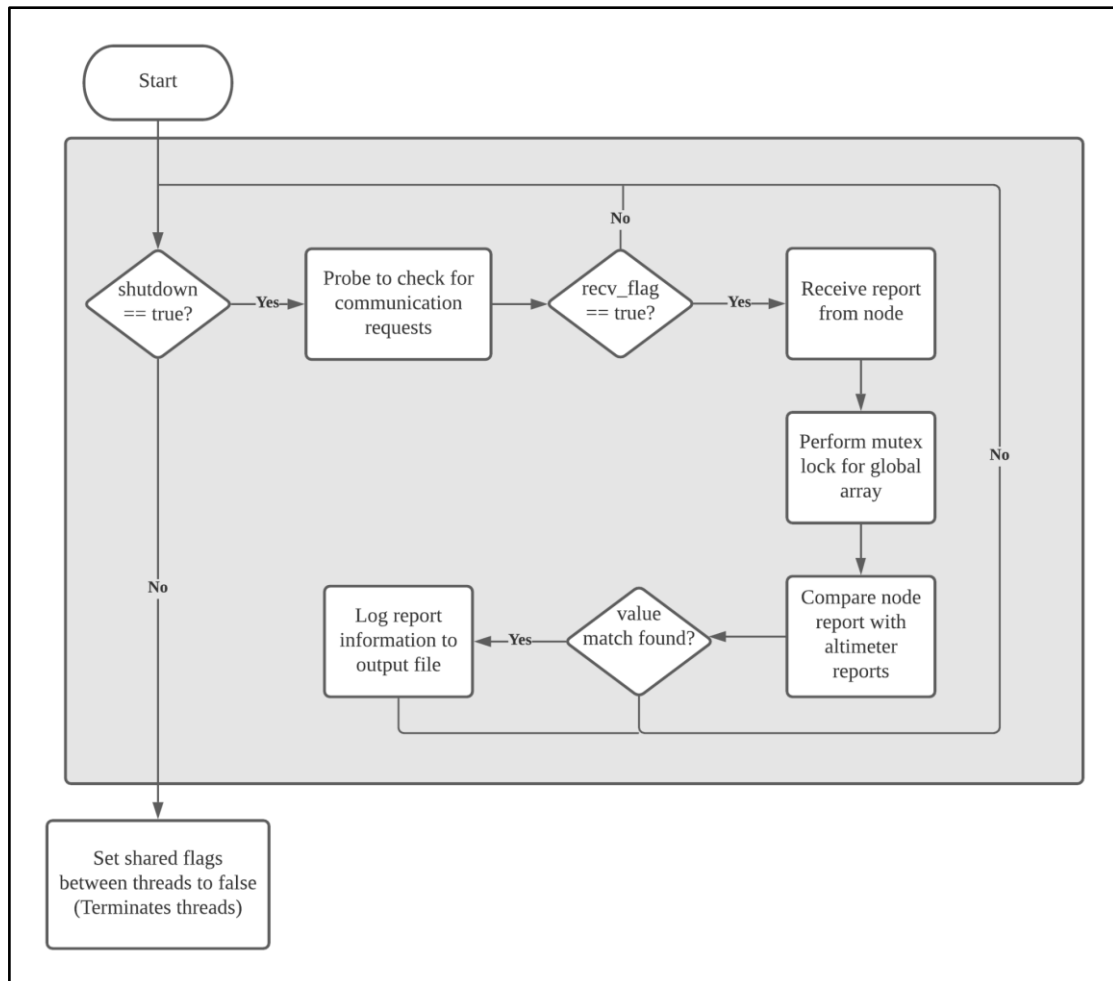 Start
No
shutdown
== true?
Yes
Probe to check for
communication
requests
recv_flag
== true?
Yes
Receive report
from node
Perform mutex
lock for global
array
No
No
Log report
information to
output file
Yes
value
match found?
Compare node
report with
altimeter
reports
Set shared flags
between threads to false
(Terminates threads)